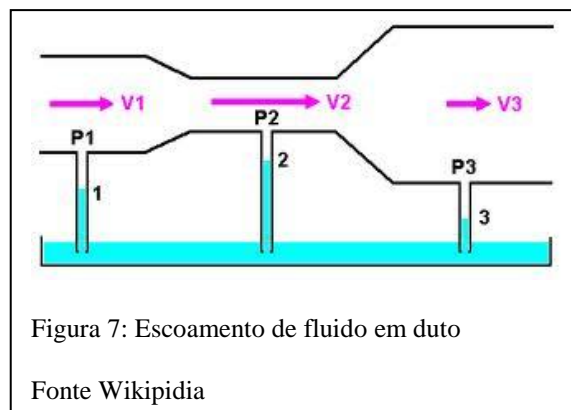 V1
V2
V3
P1
P2
P3
1
2
3
Figura 7: Escoamento de fluido em duto
Fonte Wikipidia